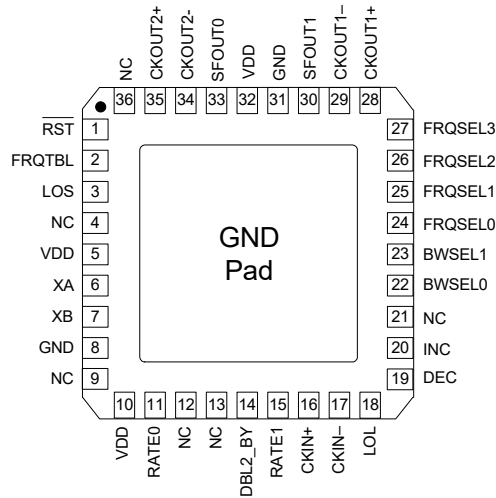 NC
CKOUT2+
CKOUT2-
SFOUT0
VDD
GND
SFOUT1
CKOUT1–
CKOUT1+
36 35 34 33 32 31 30 29 28
RST 1
FRQTBL 2
LOS 3
NC 4
VDD 5
XA 6
XB 7
GND 8
NC 9
GND
Pad
27 FRQSEL3
26 FRQSEL2
25 FRQSEL1
24 FRQSEL0
23 BWSEL1
22 BWSEL0
21 NC
20 INC
19 DEC
10 11 12 13 14 15 16 17 18
VDD
RATE0
NC
NC
DBL2_BY
RATE1
CKIN+
CKIN–
LOL